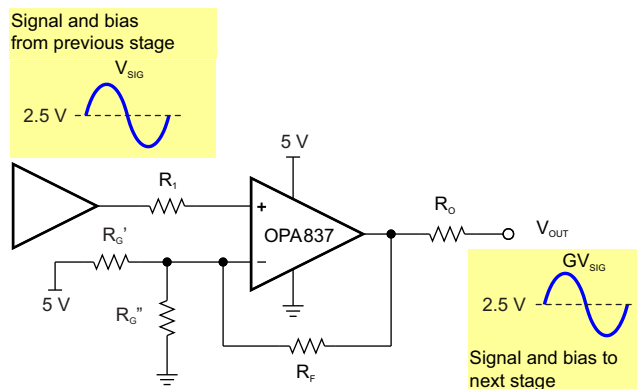 Signal and bias
from previous stage
V_SIG
2.5 V
5 V
R_1
+
OPA837
R_O
V_OUT
R_G'
−
5 V
R_G"
GV_SIG
2.5 V
R_F
Signal and bias to
next stage